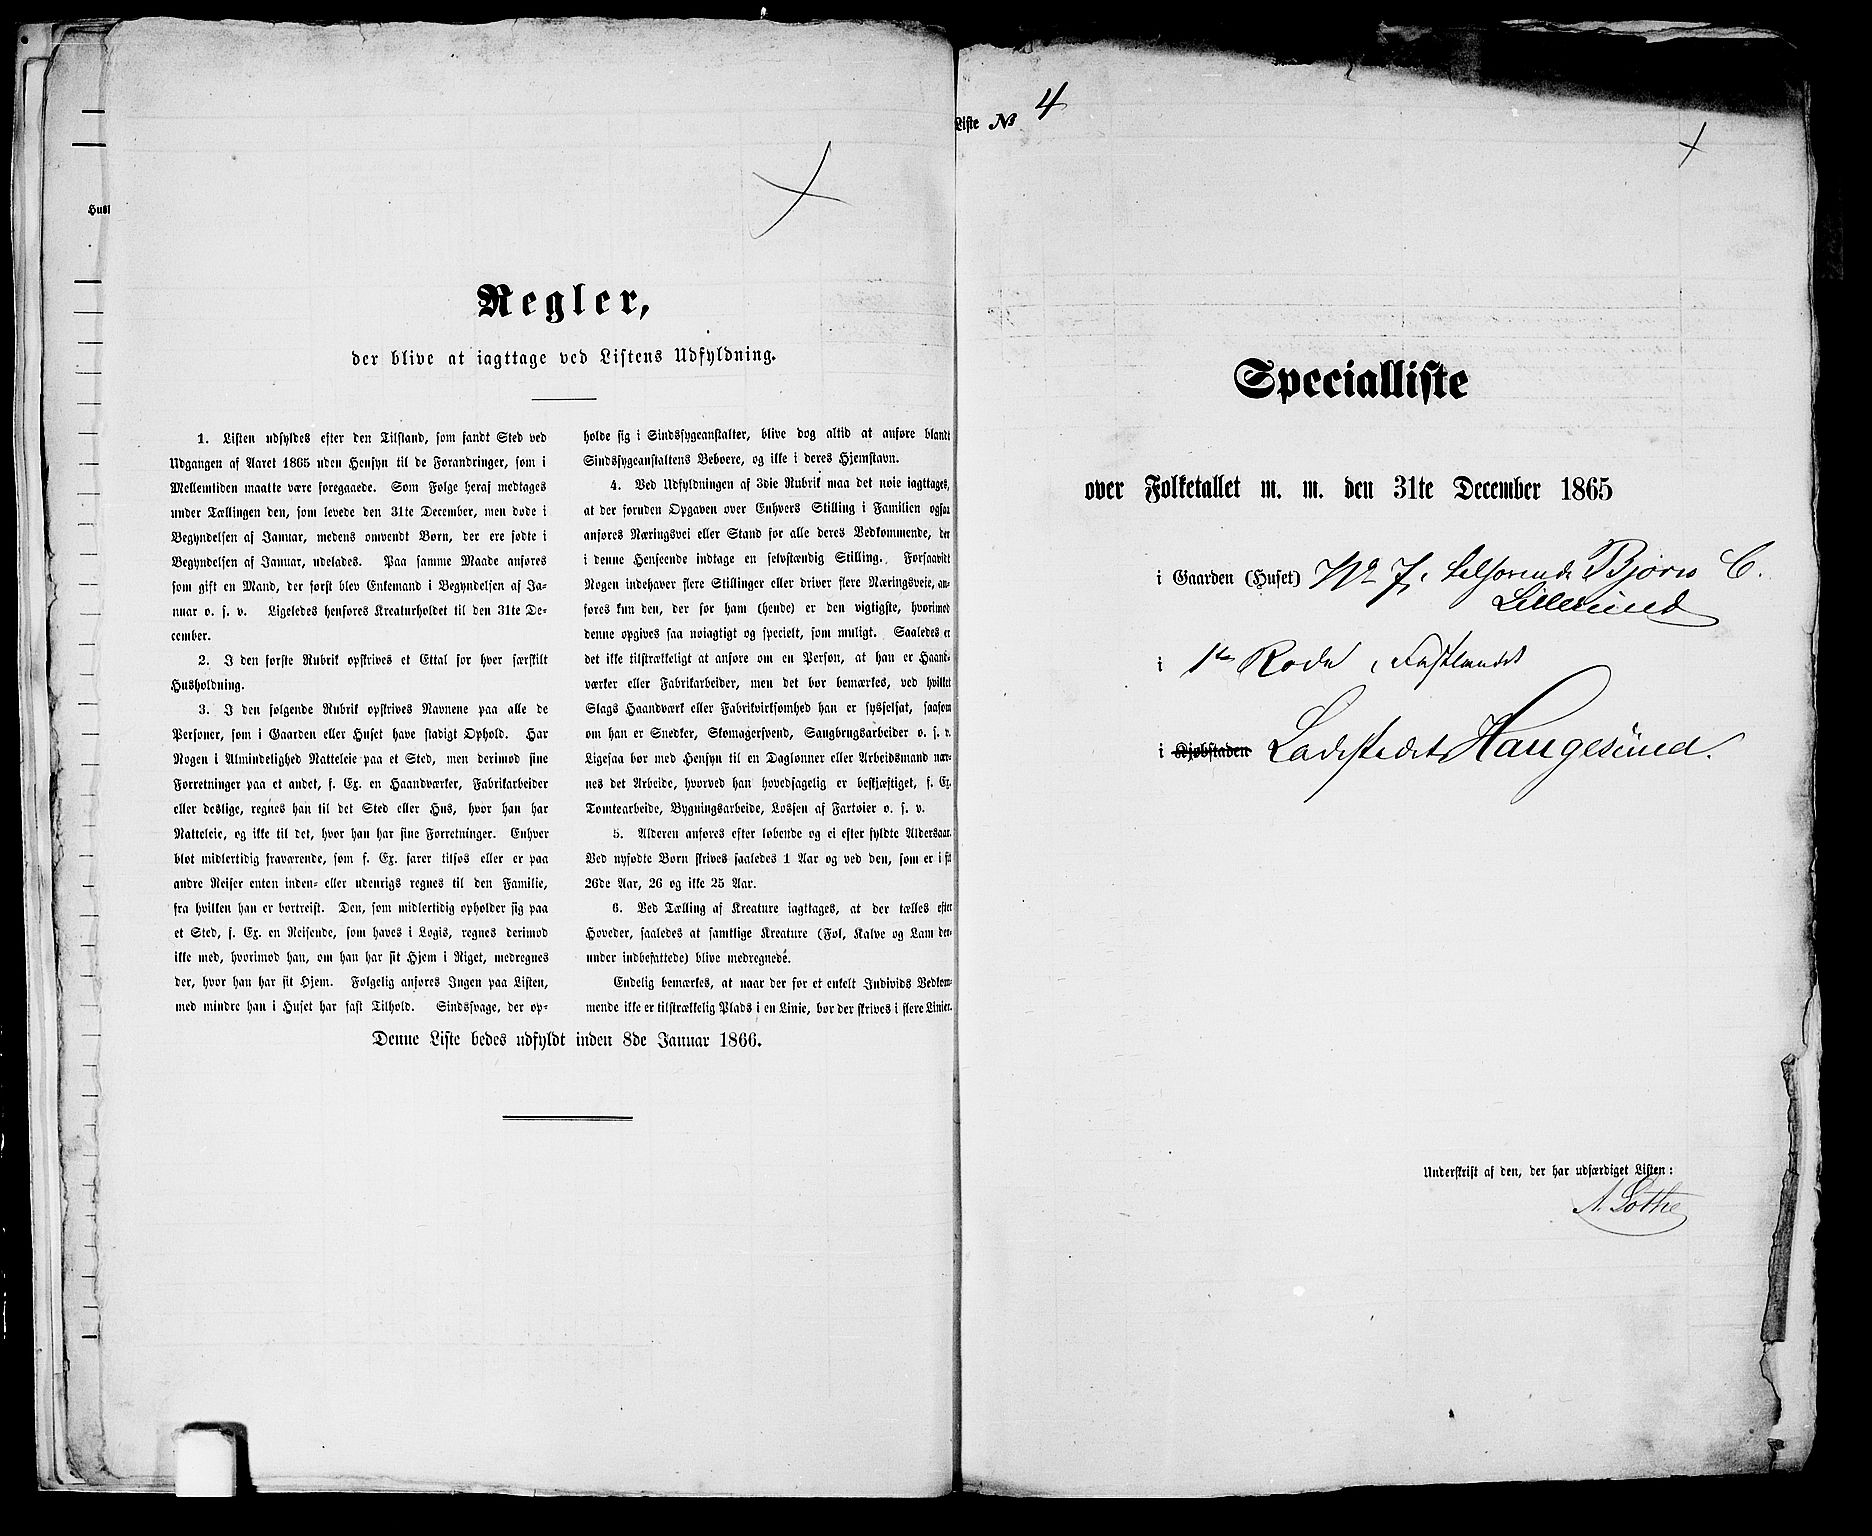 Regler,
der blive at iagttage ved Listens Udfyldning.
1. Listen udfyldes efter den Tilstand, som fandt Sted ved
Udgangen af Aaret 1865 uden Hensyn til de Forandringer, som i
Mellemtiden maatte være foregaaede. Som Følge heraf medtages
under Tællingen den, som levede den 31te December, men døde i
Begyndelsen af Januar, medens omvendt Børn, der ere fødte i
Begyndelsen af Januar, udelades. Paa samme Maade anføres
som gift en Mand, der først blev Enkemand i Begyndelsen af Ja-
nuar o. s. v. Ligeledes henføres Kreaturholdet til den 31te De-
cember.
2. I den første Rubrik opskrives et Ettal for hver særskilt
Husholdning.
3. I den følgende Rubrik opskrives Navnene paa alle de
Personer, som i Gaarden eller Huset have stadigt Ophold. Har
Nogen i Almindelighed Natteleie paa et Sted, men derimod sine
Forretninger paa et andet, f. Ex. en Haandværker, Fabrikarbeider
eller deslige, regnes han til det Sted eller Hus, hvor han har
Natteleie, og ikke til det, hvor han har sine Forretninger. Enhver
blot midlertidig fraværende, som f. Ex. farer tilsøs eller er paa
andre Reiser enten inden- eller udenrigs regnes til den Familie,
fra hvilken han er bortreist. Den, som midlertidig opholder sig paa
et Sted, f. Ex. en Reisende, som haves i Logis, regnes derimod
ikke med, hvorimod han, om han har sit Hjem i Riget, medregnes
der, hvor han har sit Hjem. Følgelig anføres Ingen paa Listen,
med mindre han i Huset har fast Tilhold. Sindssvage, der op-
holde sig i Sindssygeanstalter, blive dog altid at anføre blandt
Sindssygeanstaltens Beboere, og ikke i deres Hjemstavn.
4. Ved Udfyldningen af 3die Rubrik maa det nøie iagttages,
at der foruden Opgaven over Enhvers Stilling i Familien ogsaa
anføres Næringsvei eller Stand for alle deres Vedkommende, der
i denne Henseende indtage en selvstændig Stilling. Forsaavidt
Nogen indehaver flere Stillinger eller driver flere Næringsveie, an-
føres kun den, der for ham (hende) er den vigtigste, hvorimod
denne opgives saa nøiagtigt og specielt, som muligt. Saaledes er
det ikke tilstrækkeligt at anføre om en Person, at han er Haand-
værker eller Fabrikarbeider, men det bør bemærkes, ved hvilket
Slags Haandværk eller Fabrikvirksomhed han er sysselsat, saasom
om han er Snedker, Skomagersvend, Saugbrugsarbeider o. s. v.
Ligesaa bør med Hensyn til en Daglønner eller Arbeidsmand næv-
nes det Arbeide, hvorved han hovedsagelig er beskjæftiget, f. Ex.
Tomtearbeide, Bygningsarbeide, Lossen af Fartøier o. s. v.
5. Alderen anføres efter løbende og ei efter fyldte Aldersaar.
Ved nyfødte Børn skrives saaledes 1 Aar og ved den, som er i sit
26de Aar, 26 og ikke 25 Aar.
6. Ved Tælling af Kreature iagttages, at der tælles efter
Hoveder, saaledes at samtlige Kreature (Føl, Kalve og Lam der-
under indbefattede) blive medregnede.
Endelig bemærkes, at naar der for et enkelt Individs Vedkom-
mende ikke er tilstrækkelig Plads i en Linie, bør der skrives i flere Linier.
Denne Liste bedes udfyldt inden 8de Januar 1866.
Liste № 4
Specialliste
over Folketallet m. m. den 31te December 1865
i Gaarden (Huset) No 7, tilhørende Bjørn C.
Lillesund
i 1te Rode, Fastlandet
i Kjøbstaden Ladestedet Haugesund.
Underskrift af den, der har udfærdiget Listen:
A. Lothe